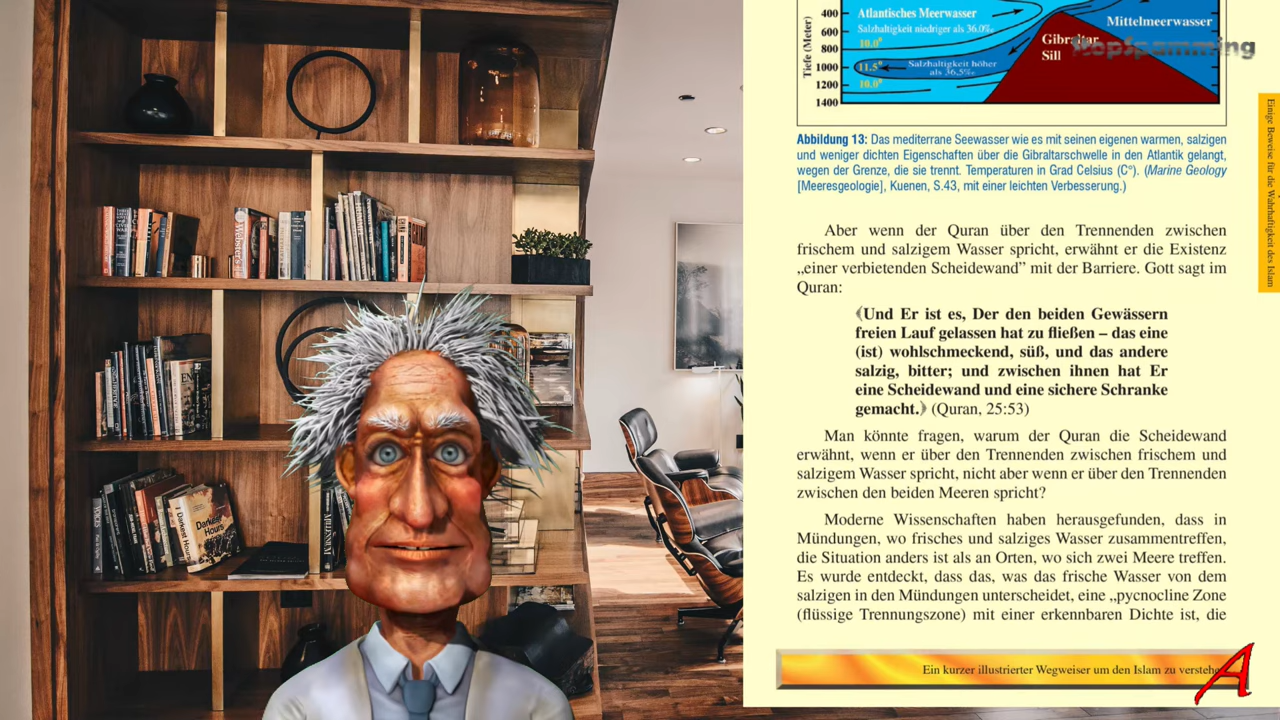 400
600
800
1000
1200
1400
Tiefe (Meter)
Atlantisches Meerwasser
Salzhaltigkeit niedriger als 36.0‰
10.0°
11.5°
Salzhaltigkeit höher
als 36,5‰
10.0°
Mittelmeerwasser
Gibraltar
Sill
StopSpamming
Abbildung 13: Das mediterrane Seewasser wie es mit seinen eigenen warmen, salzigen
und weniger dichten Eigenschaften über die Gibraltarschwelle in den Atlantik gelangt,
wegen der Grenze, die sie trennt. Temperaturen in Grad Celsius (C°). (Marine Geology
[Meeresgeologie], Kuenen, S.43, mit einer leichten Verbesserung.)
Aber wenn der Quran über den Trennenden zwischen
frischem und salzigem Wasser spricht, erwähnt er die Existenz
„einer verbietenden Scheidewand” mit der Barriere. Gott sagt im
Quran:
﴾Und Er ist es, Der den beiden Gewässern
freien Lauf gelassen hat zu fließen – das eine
(ist) wohlschmeckend, süß, und das andere
salzig, bitter; und zwischen ihnen hat Er
eine Scheidewand und eine sichere Schranke
gemacht.﴿ (Quran, 25:53)
Man könnte fragen, warum der Quran die Scheidewand
erwähnt, wenn er über den Trennenden zwischen frischem und
salzigem Wasser spricht, nicht aber wenn er über den Trennenden
zwischen den beiden Meeren spricht?
Moderne Wissenschaften haben herausgefunden, dass in
Mündungen, wo frisches und salziges Wasser zusammentreffen,
die Situation anders ist als an Orten, wo sich zwei Meere treffen.
Es wurde entdeckt, dass das, was das frische Wasser von dem
salzigen in den Mündungen unterscheidet, eine „pycnocline Zone
(flüssige Trennungszone) mit einer erkennbaren Dichte ist, die
Ein kurzer illustrierter Wegweiser um den Islam zu verstehe
Einige Beweise für die Wahrhaftigkeit des Islam
A
Darkest
Hours
Darkest
Hours
VOICES
MILLENNIUM